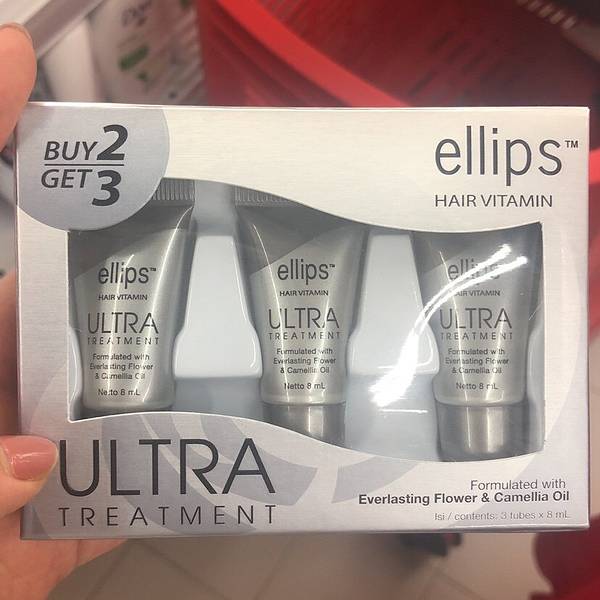 BUY 2
GET 3
ellips™
HAIR VITAMIN
ellips™
HAIR VITAMIN
ULTRA
TREATMENT
Formulated with
Everlasting Flower
& Camellia Oil
Netto 8 mL
ellips™
HAIR VITAMIN
ULTRA
TREATMENT
Formulated with
Everlasting Flower
& Camellia Oil
Netto 8 mL
ellips™
HAIR VITAMIN
ULTRA
TREATMENT
Formulated with
Everlasting Flower
& Camellia Oil
Netto 8 mL
ULTRA
TREATMENT
Formulated with
Everlasting Flower & Camellia Oil
Isi / contents: 3 tubes x 8 mL